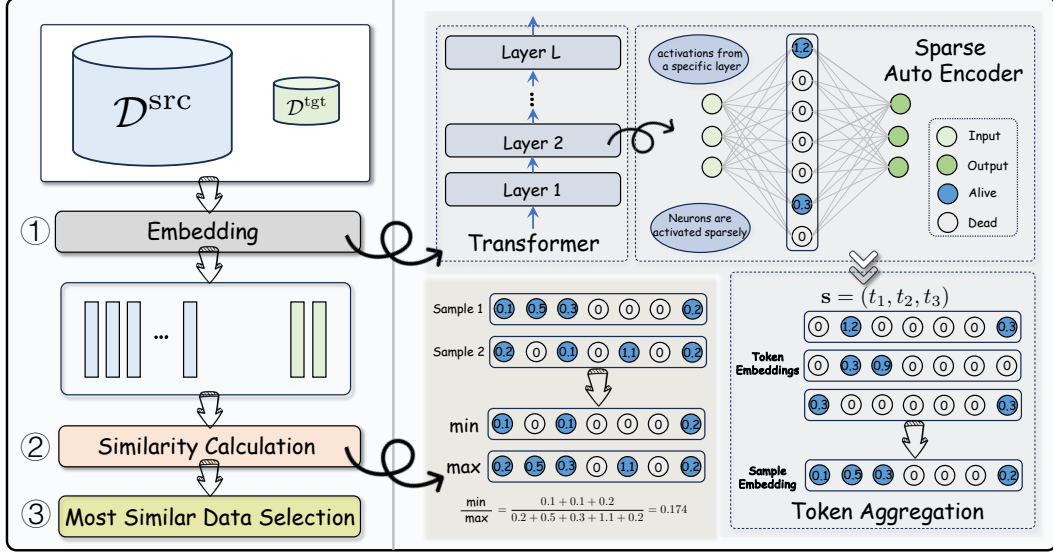 𝒟^src
𝒟^tgt
① Embedding
...
② Similarity Calculation
③ Most Similar Data Selection
Layer L
...
Layer 2
Layer 1
Transformer
activations from
a specific layer
Neurons are
activated sparsely
1.2
0
0
0
0
0.3
0
Sparse
Auto Encoder
Input
Output
Alive
Dead
Sample 1 0.1 0.5 0.3 0 0 0 0.2
Sample 2 0.2 0 0.1 0 1.1 0 0.2
min 0.1 0 0.1 0 0 0 0.2
max 0.2 0.5 0.3 0 1.1 0 0.2
min/max = (0.1 + 0.1 + 0.2)/(0.2 + 0.5 + 0.3 + 1.1 + 0.2) = 0.174
s = (t₁, t₂, t₃)
0 1.2 0 0 0 0 0.3
Token
Embeddings
0 0.3 0.9 0 0 0 0
0.3 0 0 0 0 0 0.3
Sample
Embedding
0.1 0.5 0.3 0 0 0 0.2
Token Aggregation